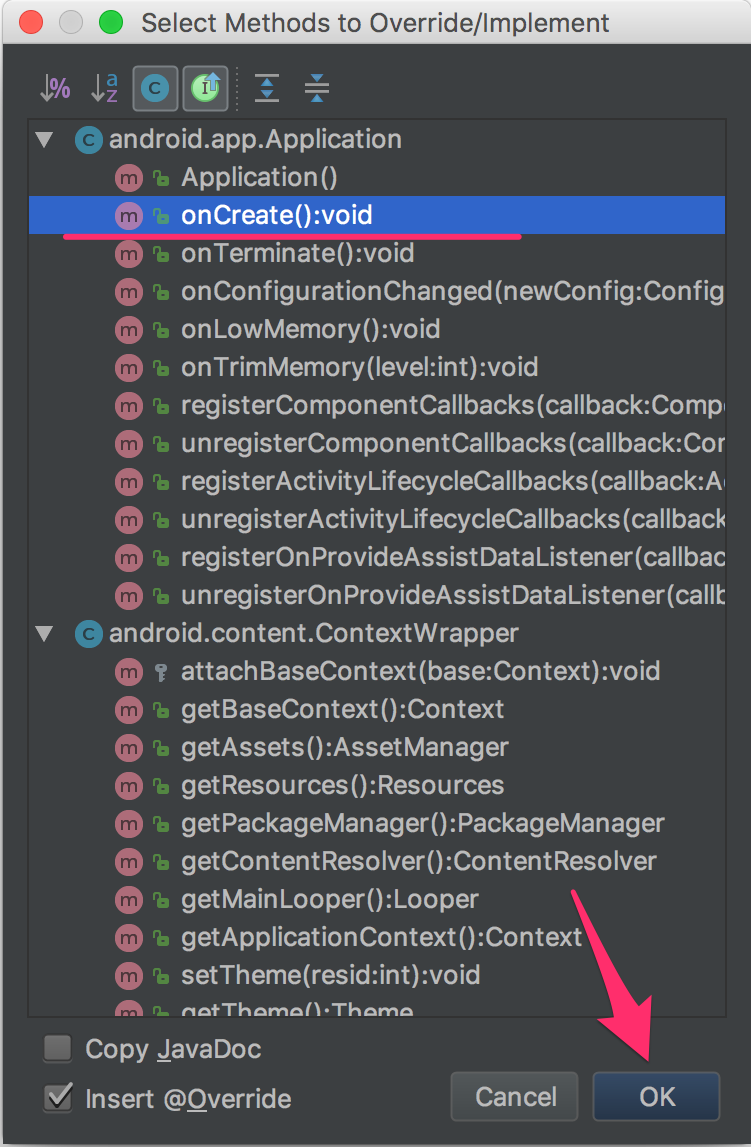 Select Methods to Override/Implement
% a z C I
C android.app.Application
m Application()
m onCreate():void
m onTerminate():void
m onConfigurationChanged(newConfig:Config
m onLowMemory():void
m onTrimMemory(level:int):void
m registerComponentCallbacks(callback:Compo
m unregisterComponentCallbacks(callback:Con
m registerActivityLifecycleCallbacks(callback:A
m unregisterActivityLifecycleCallbacks(callback
m registerOnProvideAssistDataListener(callbac
m unregisterOnProvideAssistDataListener(callb
C android.content.ContextWrapper
m attachBaseContext(base:Context):void
m getBaseContext():Context
m getAssets():AssetManager
m getResources():Resources
m getPackageManager():PackageManager
m getContentResolver():ContentResolver
m getMainLooper():Looper
m getApplicationContext():Context
m setTheme(resid:int):void
m getTheme():Theme
Copy JavaDoc
Insert @Override
Cancel OK